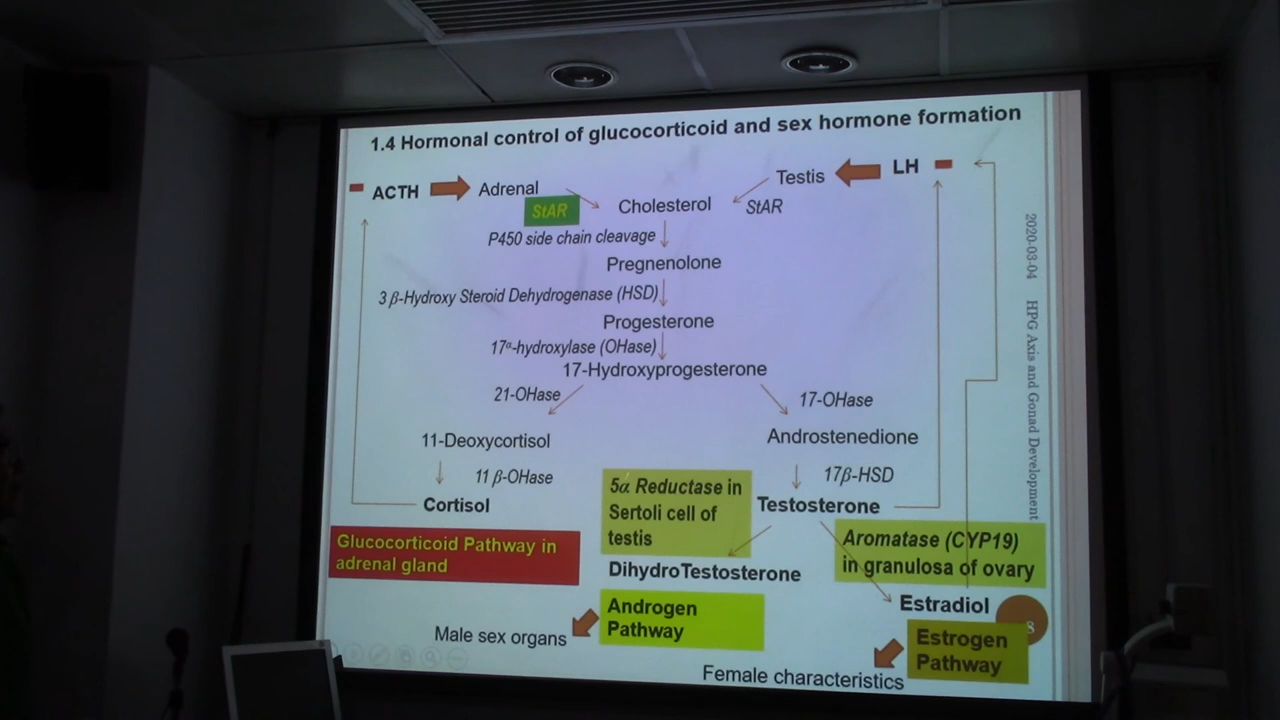 1.4 Hormonal control of glucocorticoid and sex hormone formation
ACTH
Adrenal
Testis
LH
StAR
Cholesterol
StAR
P450 side chain cleavage
Pregnenolone
3 β-Hydroxy Steroid Dehydrogenase (HSD)
Progesterone
17α-hydroxylase (OHase)
17-Hydroxyprogesterone
21-OHase
17-OHase
11-Deoxycortisol
Androstenedione
11 β-OHase
17β-HSD
Cortisol
Testosterone
5α Reductase in
Sertoli cell of
testis
Aromatase (CYP19)
in granulosa of ovary
Glucocorticoid Pathway in
adrenal gland
DihydroTestosterone
Estradiol
Androgen
Pathway
Male sex organs
Estrogen
Pathway
Female characteristics
2020-03-04 HPG Axis and Gonad Development
8